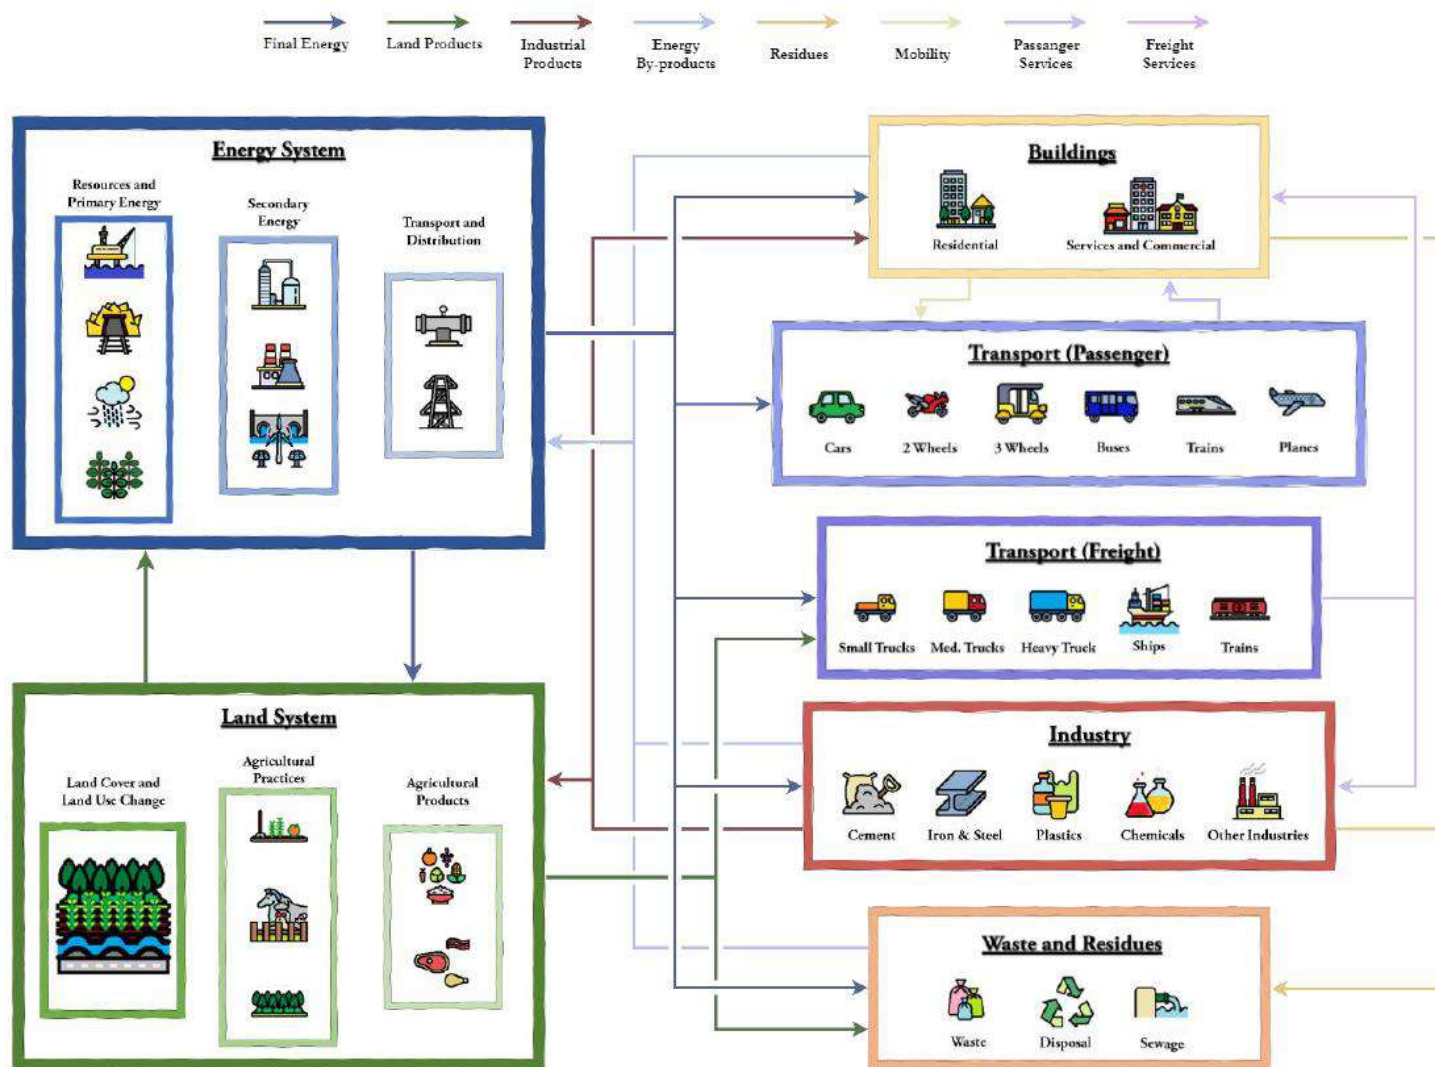 Final Energy
Land Products
Industrial
Products
Energy
By-products
Residues
Mobility
Passanger
Services
Freight
Services
Energy System
Resources and
Primary Energy
Secondary
Energy
Transport and
Distribution
Buildings
Residential
Services and Commercial
Transport (Passenger)
Cars
2 Wheels
3 Wheels
Buses
Trains
Planes
Transport (Freight)
Small Trucks
Med. Trucks
Heavy Truck
Ships
Trains
Land System
Land Cover and
Land Use Change
Agricultural
Practices
Agricultural
Products
Industry
Cement
Iron & Steel
Plastics
Chemicals
Other Industries
Waste and Residues
Waste
Disposal
Sewage